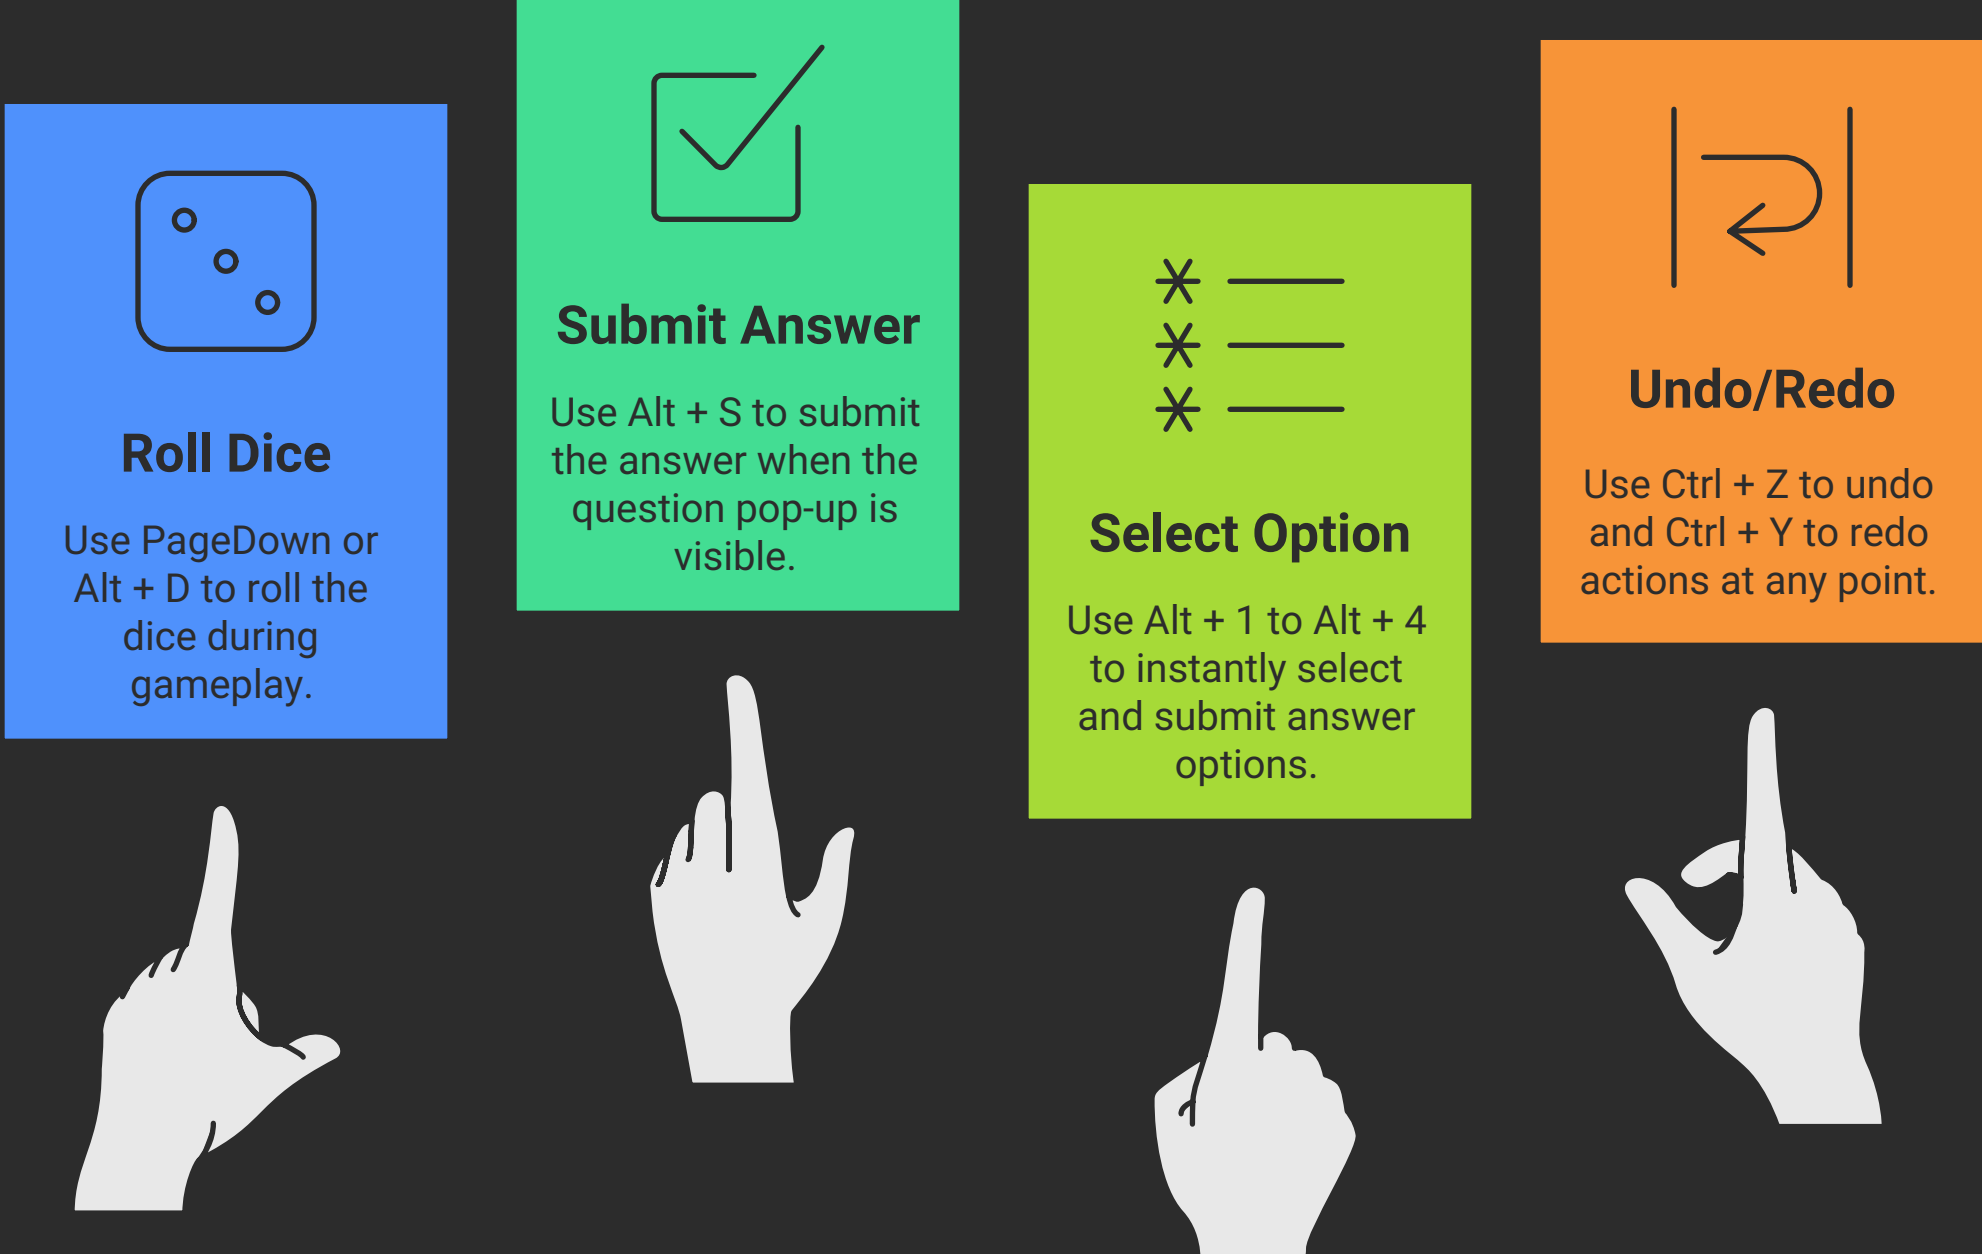 Roll Dice
Use PageDown or
Alt + D to roll the
dice during
gameplay.
Submit Answer
Use Alt + S to submit
the answer when the
question pop-up is
visible.
Select Option
Use Alt + 1 to Alt + 4
to instantly select
and submit answer
options.
Undo/Redo
Use Ctrl + Z to undo
and Ctrl + Y to redo
actions at any point.